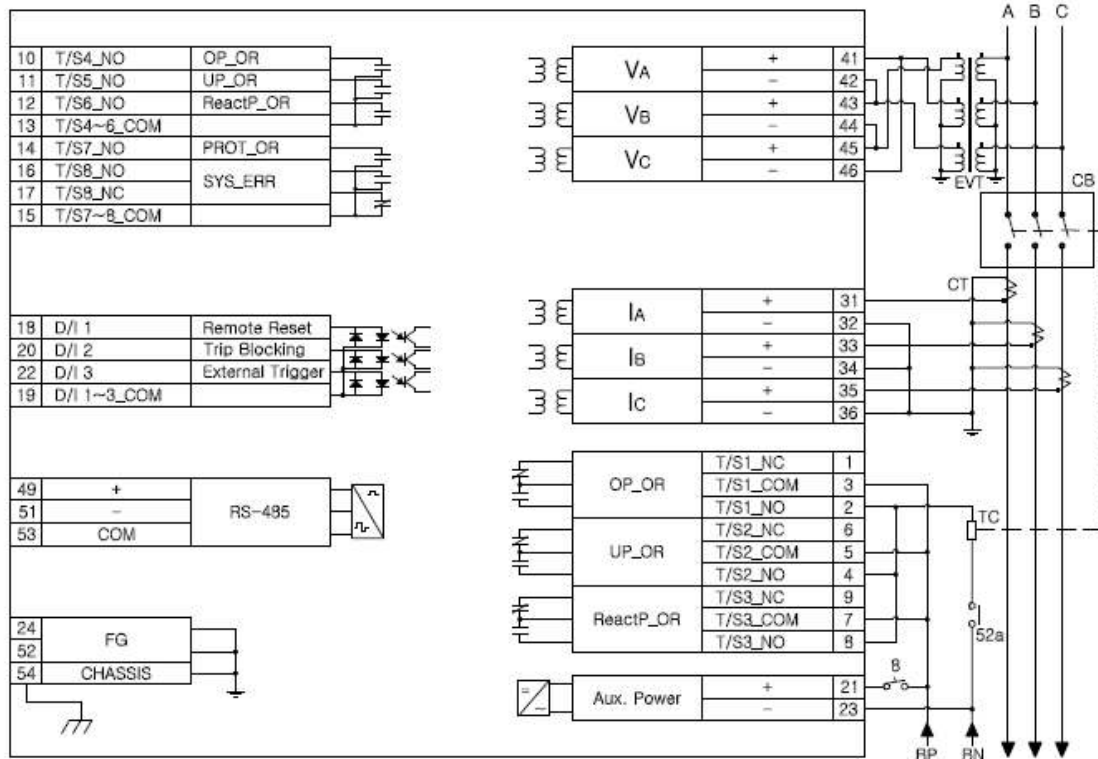 A B C
10 T/S4_NO OP_OR
11 T/S5_NO UP_OR
12 T/S6_NO ReactP_OR
13 T/S4~6_COM
14 T/S7_NO PROT_OR
16 T/S8_NO SYS_ERR
17 T/S8_NC
15 T/S7~8_COM
18 D/I 1 Remote Reset
20 D/I 2 Trip Blocking
22 D/I 3 External Trigger
19 D/I 1~3_COM
49 + RS-485
51 -
53 COM
24 FG
52
54 CHASSIS
VA + 41
- 42
VB + 43
- 44
VC + 45
- 46
EVT
CB
CT
IA + 31
- 32
IB + 33
- 34
IC + 35
- 36
OP_OR T/S1_NC 1
T/S1_COM 3
T/S1_NO 2
UP_OR T/S2_NC 6
T/S2_COM 5
T/S2_NO 4
ReactP_OR T/S3_NC 9
T/S3_COM 7
T/S3_NO 8
TC
52a
8
Aux. Power + 21
- 23
BP BN